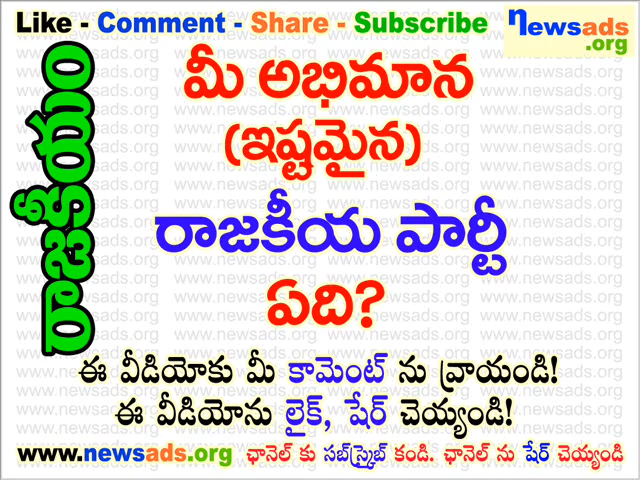 Like - Comment - Share - Subscribe
newsads
.org
రాజకీయం
మీ అభిమాన
(ఇష్టమైన)
రాజకీయ పార్టీ
ఏది?
ఈ వీడియోకు మీ కామెంట్ ను వ్రాయండి!
ఈ వీడియోను లైక్, షేర్ చెయ్యండి!
www.newsads.org ఛానెల్ కు సబ్‌స్క్రైబ్ కండి. ఛానెల్ ను షేర్ చెయ్యండి